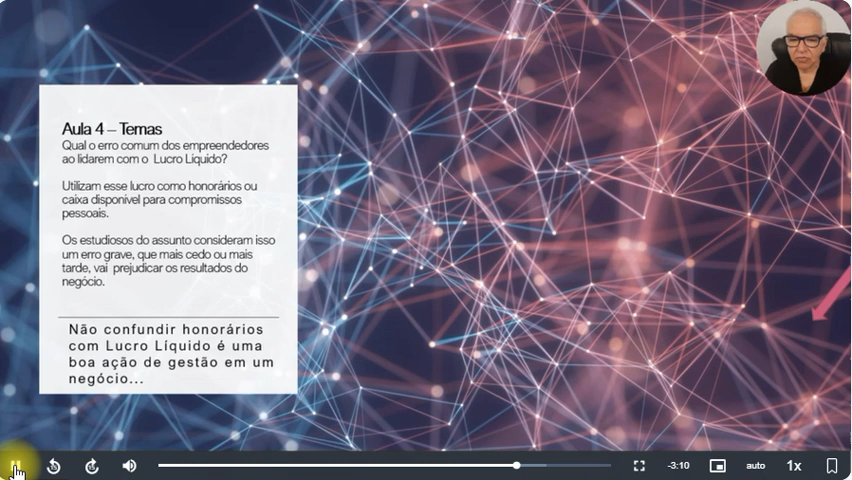 Aula 4 – Temas
Qual o erro comum dos empreendedores
ao lidarem com o Lucro Liquido?
Utilizam esse lucro como honorários ou
caixa disponível para compromissos
pessoais.
Os estudiosos do assunto consideram isso
um erro grave, que mais cedo ou mais
tarde, vai prejudicar os resultados do
negócio.
Não confundir honorários
com Lucro Líquido é uma
boa ação de gestão em um
negócio...
-3:10
auto
1x